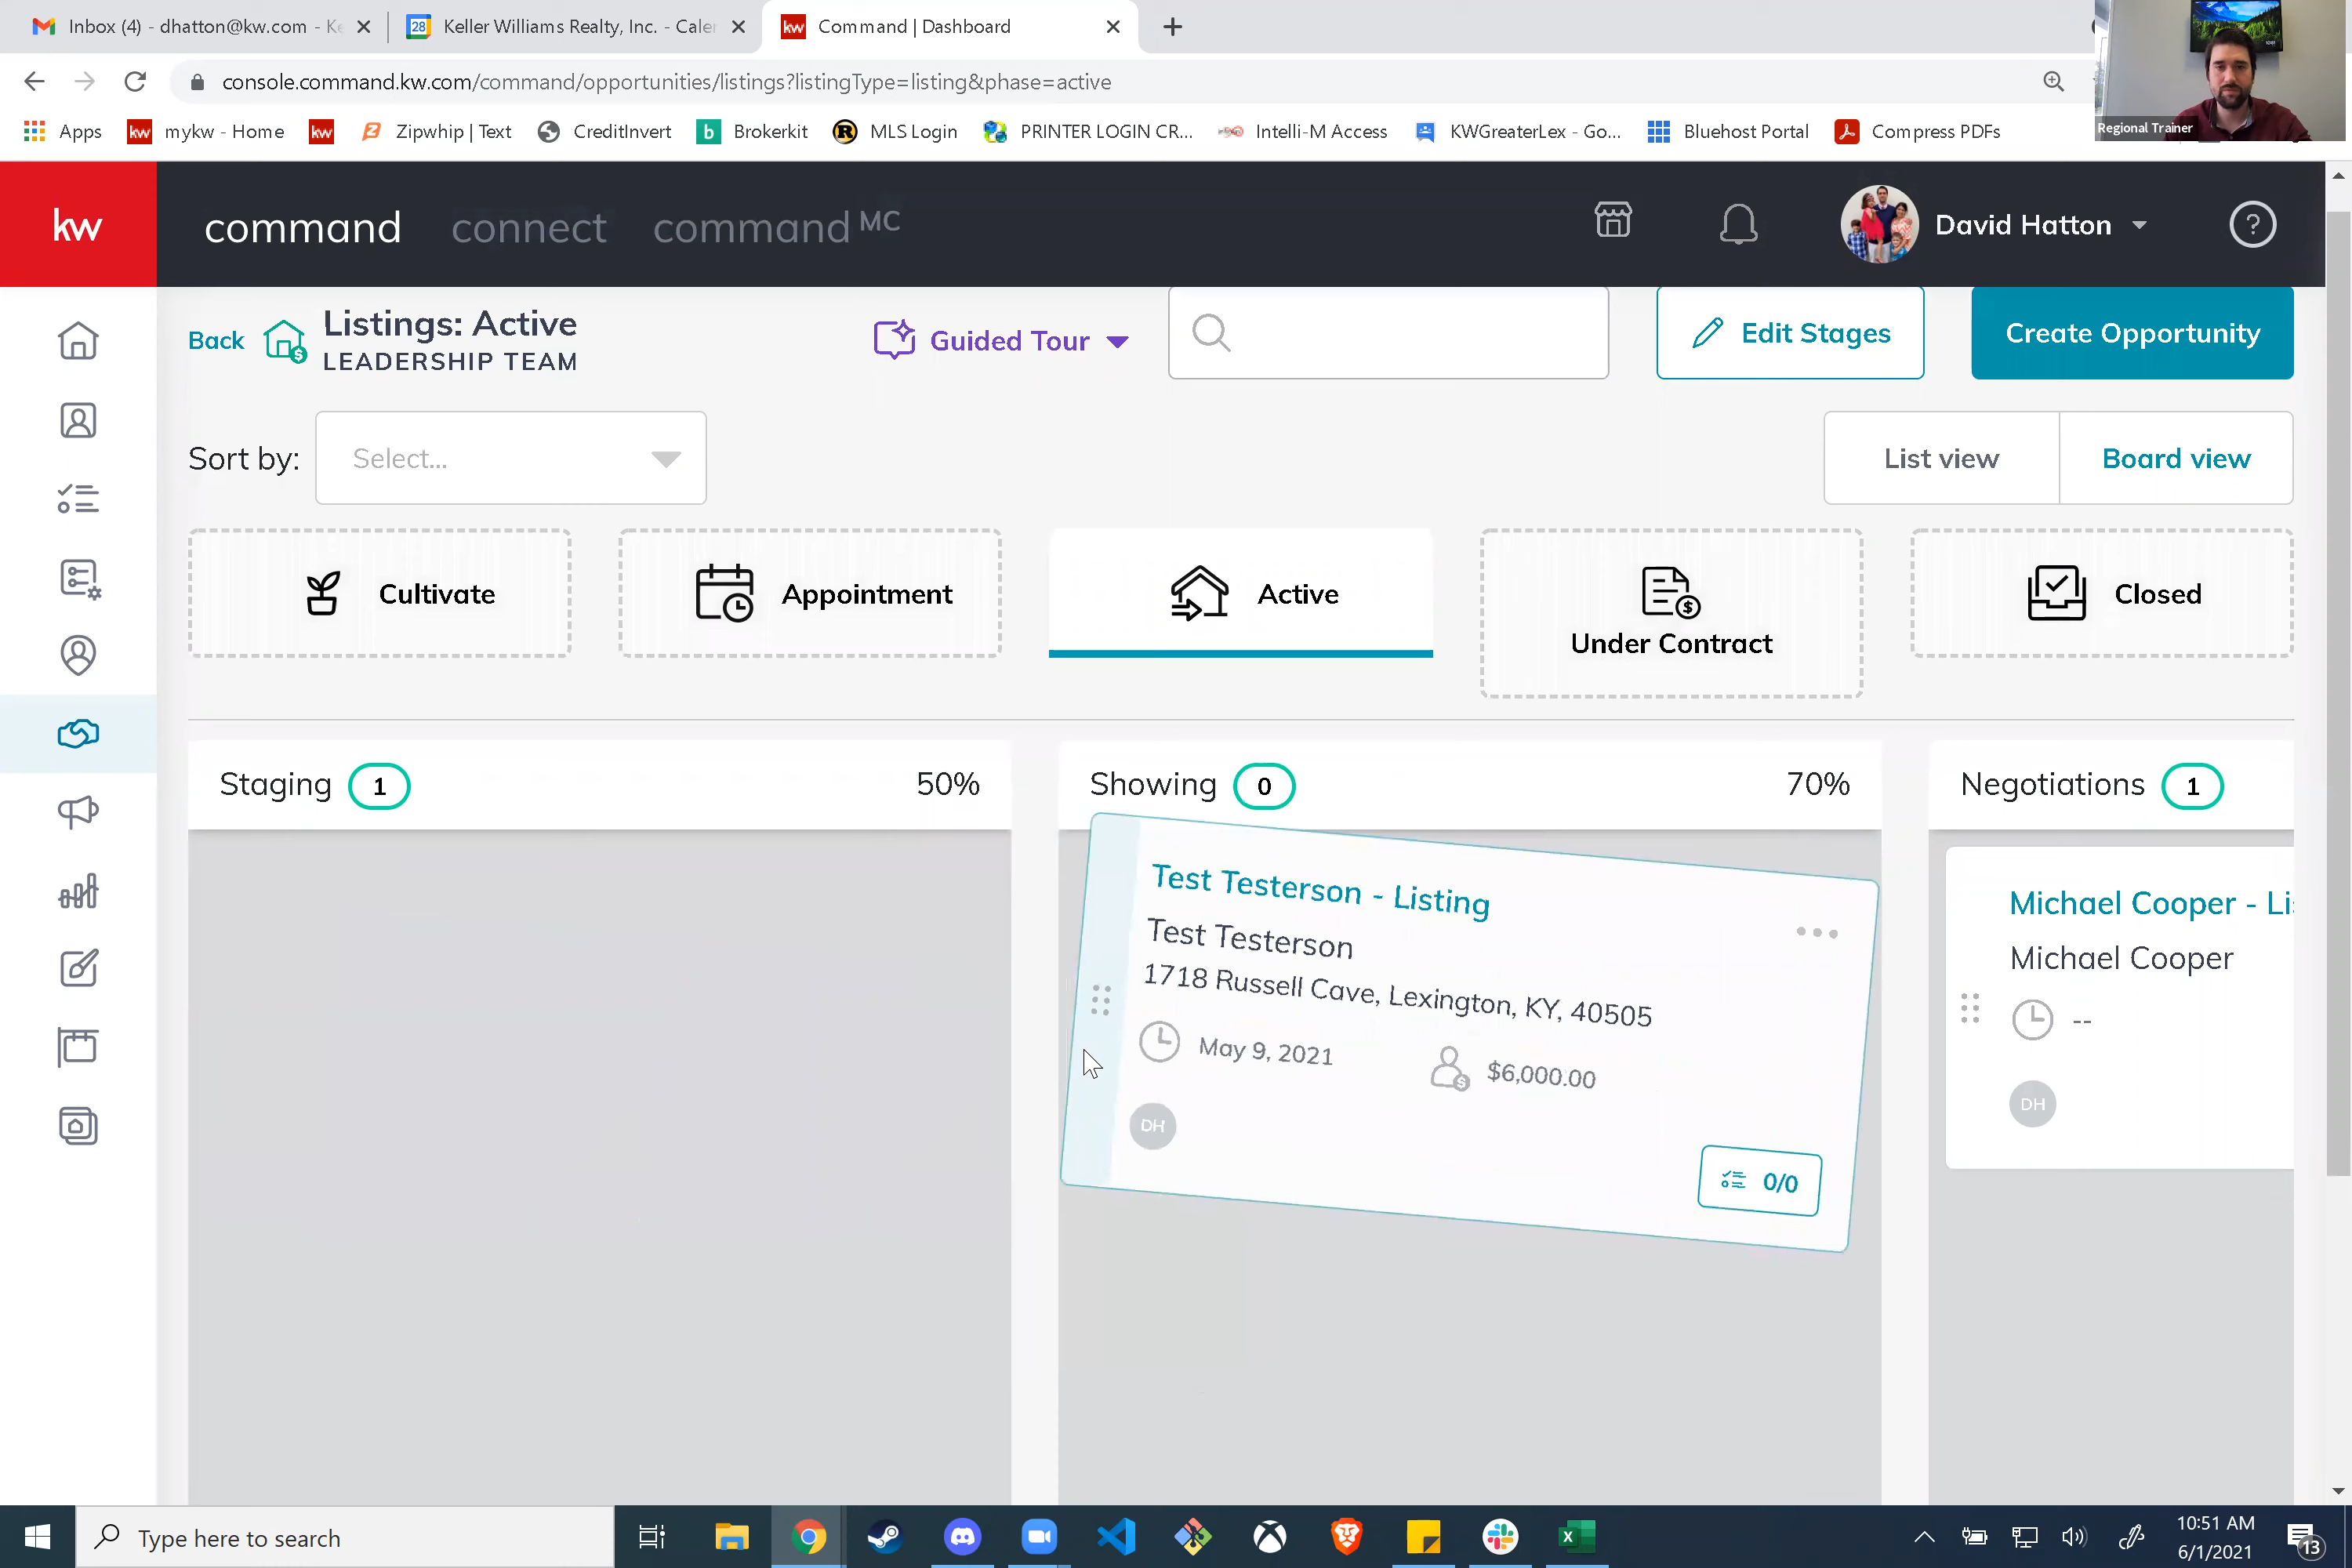 Inbox (4) - dhatton@kw.com - Ke
28
Keller Williams Realty, Inc. - Caler
kw
Command | Dashboard
console.command.kw.com/command/opportunities/listings?listingType=listing&phase=active
Apps
kw
mykw - Home
kw
Zipwhip | Text
CreditInvert
b
Brokerkit
R
MLS Login
PRINTER LOGIN CR...
Intelli-M Access
KWGreaterLex - Go...
Bluehost Portal
Compress PDFs
Regional Trainer
kw
command
connect
command MC
David Hatton
?
Back
Listings: Active
LEADERSHIP TEAM
Guided Tour
Edit Stages
Create Opportunity
Sort by:
Select...
List view
Board view
Cultivate
Appointment
Active
Under Contract
Closed
Staging 1 50%
Showing 0 70%
Negotiations 1
Test Testerson - Listing
Test Testerson
1718 Russell Cave, Lexington, KY, 40505
May 9, 2021
$6,000.00
DH
0/0
Michael Cooper - Li
Michael Cooper
--
DH
Type here to search
10:51 AM
6/1/2021
13